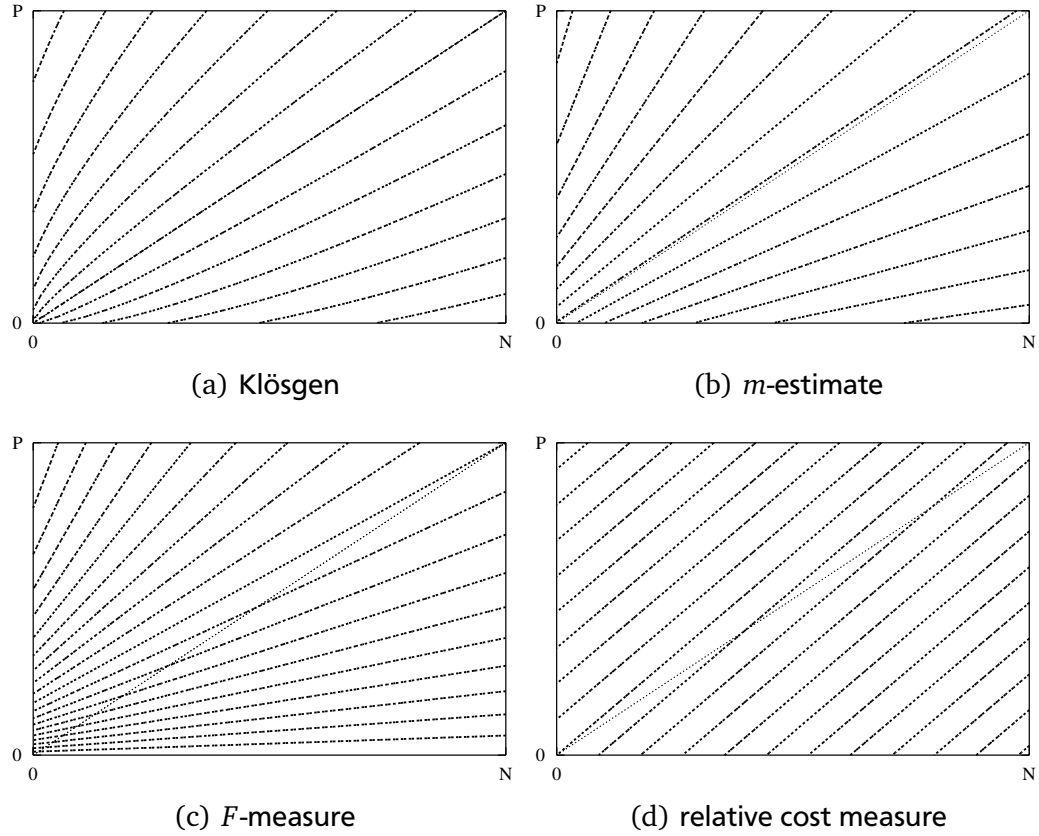 P
0
0 N
(a) Klösgen
P
0
0 N
(b) m-estimate
P
0
0 N
(c) F-measure
P
0
0 N
(d) relative cost measure